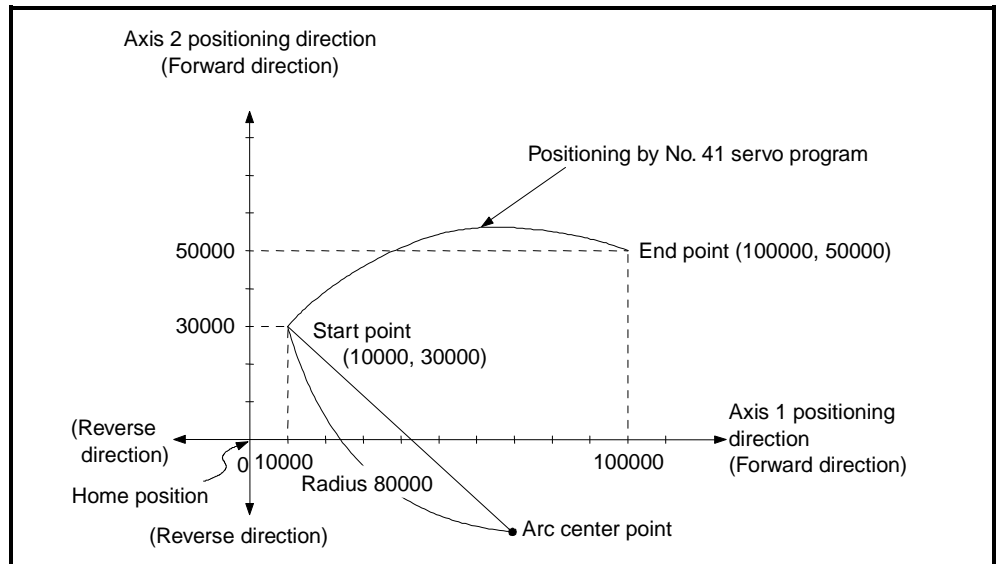 Axis 2 positioning direction
(Forward direction)
Positioning by No. 41 servo program
50000
End point (100000, 50000)
30000
Start point
(10000, 30000)
(Reverse
direction)
Axis 1 positioning
direction
(Forward direction)
0
10000
100000
Home position
Radius 80000
(Reverse direction)
Arc center point